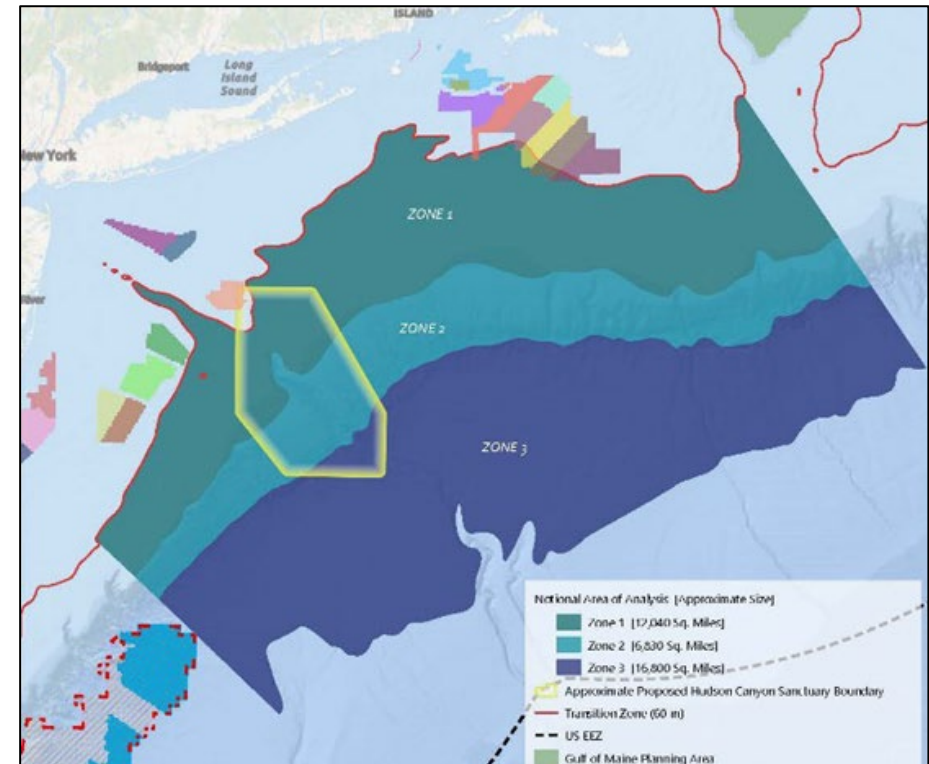 ISLAND
Bridgeport
Long
Island
Sound
New York
ZONE 1
River
ZONE 2
ZONE 3
Notional Area of Analysis [Approximate Size]
Zone 1 [12,040 Sq. Miles]
Zone 2 [6,830 Sq. Miles]
Zone 3 [16,800 Sq. Miles]
Approximate Proposed Hudson Canyon Sanctuary Boundary
Transition Zone (60 m)
US EEZ
Gulf of Maine Planning Area